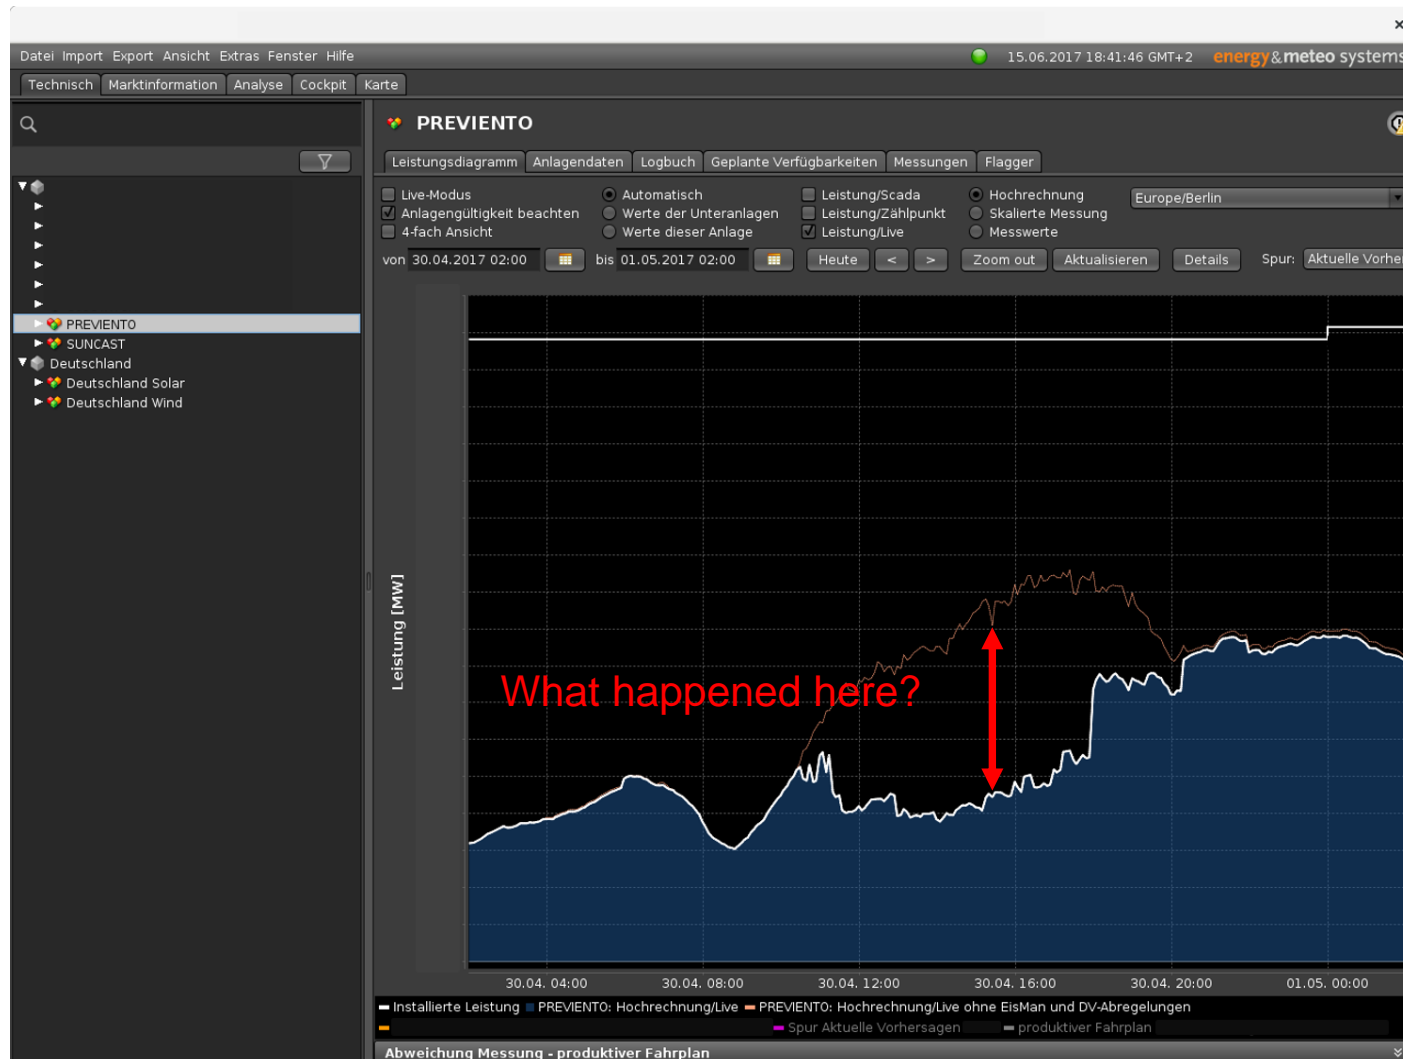 ×
Datei Import Export Ansicht Extras Fenster Hilfe 15.06.2017 18:41:46 GMT+2 energy&meteo systems
Technisch Marktinformation Analyse Cockpit Karte
PREVIENTO
Leistungsdiagramm Anlagendaten Logbuch Geplante Verfügbarkeiten Messungen Flagger
Live-Modus Automatisch Leistung/Scada Hochrechnung Europe/Berlin
Anlagengültigkeit beachten Werte der Unteranlagen Leistung/Zählpunkt Skalierte Messung
4-fach Ansicht Werte dieser Anlage Leistung/Live Messwerte
von 30.04.2017 02:00 bis 01.05.2017 02:00 Heute < > Zoom out Aktualisieren Details Spur: Aktuelle Vorher
PREVIENTO
SUNCAST
Deutschland
Deutschland Solar
Deutschland Wind
Leistung [MW]
What happened here?
30.04. 04:00 30.04. 08:00 30.04. 12:00 30.04. 16:00 30.04. 20:00 01.05. 00:00
Installierte Leistung PREVIENTO: Hochrechnung/Live PREVIENTO: Hochrechnung/Live ohne EisMan und DV-Abregelungen
Spur Aktuelle Vorhersagen produktiver Fahrplan
Abweichung Messung - produktiver Fahrplan